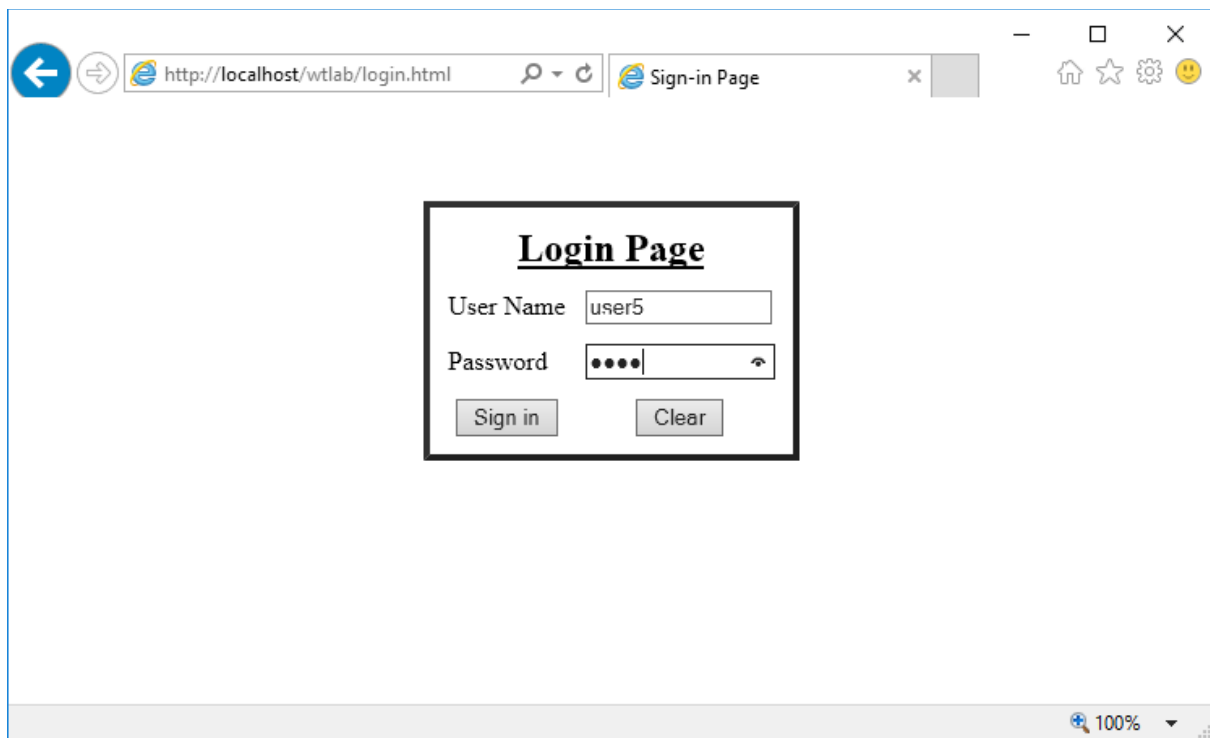 http://localhost/wtlab/login.html
Sign-in Page
Login Page
User Name user5
Password ●●●●
Sign in Clear
100%